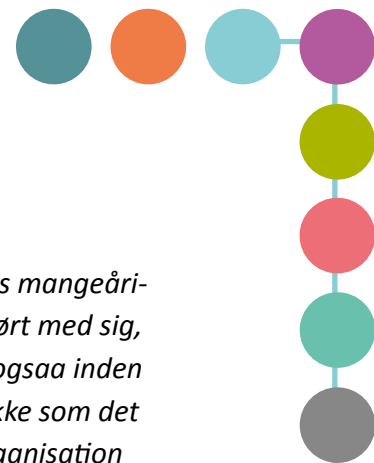 s mangeåri-
ørt med sig,
ogsaa inden
kke som det
ganisation